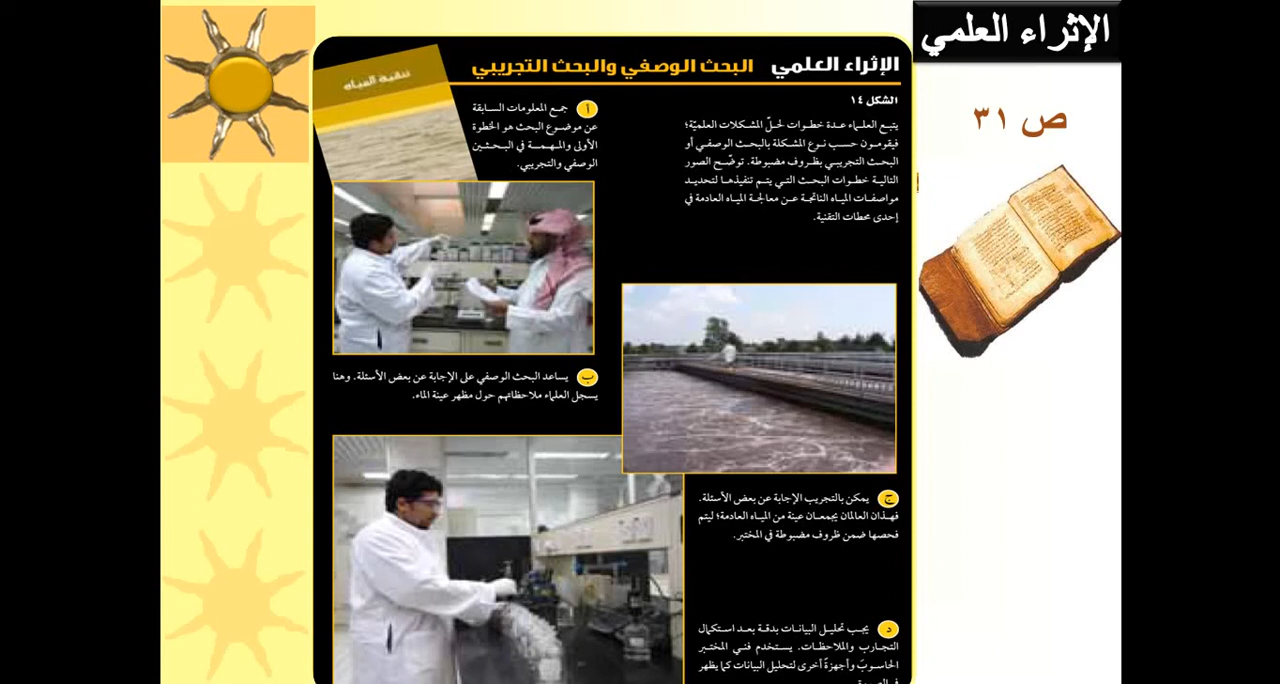 الإثراء العلمي
ص ٣١
الإثراء العلمي البحث الوصفي والبحث التجريبي
تنقية المياه
الشكل ١٤
يتبع العلماء عدة خطوات لحلّ المشكلات العلميّة؛
فيقومون حسب نوع المشكلة بالبحث الوصفي أو
البحث التجريبي بظروف مضبوطة. توضّح الصور
التالية خطوات البحث التي يتم تنفيذها لتحديد
مواصفات المياه الناتجة عن معالجة المياه العادمة في
إحدى محطات التقنية.
أ جمع المعلومات السابقة
عن موضوع البحث هو الخطوة
الأولى والمهمة في البحثين
الوصفي والتجريبي.
ب يساعد البحث الوصفي على الإجابة عن بعض الأسئلة. وهنا
يسجل العلماء ملاحظاتهم حول مظهر عينة الماء.
ج يمكن بالتجريب الإجابة عن بعض الأسئلة.
فهذان العالمان يجمعان عينة من المياه العادمة؛ ليتم
فحصها ضمن ظروف مضبوطة في المختبر.
د يجب تحليل البيانات بدقة بعد استكمال
التجارب والملاحظات. يستخدم فني المختبر
الحاسوبَ وأجهزةً أخرى لتحليل البيانات كما يظهر